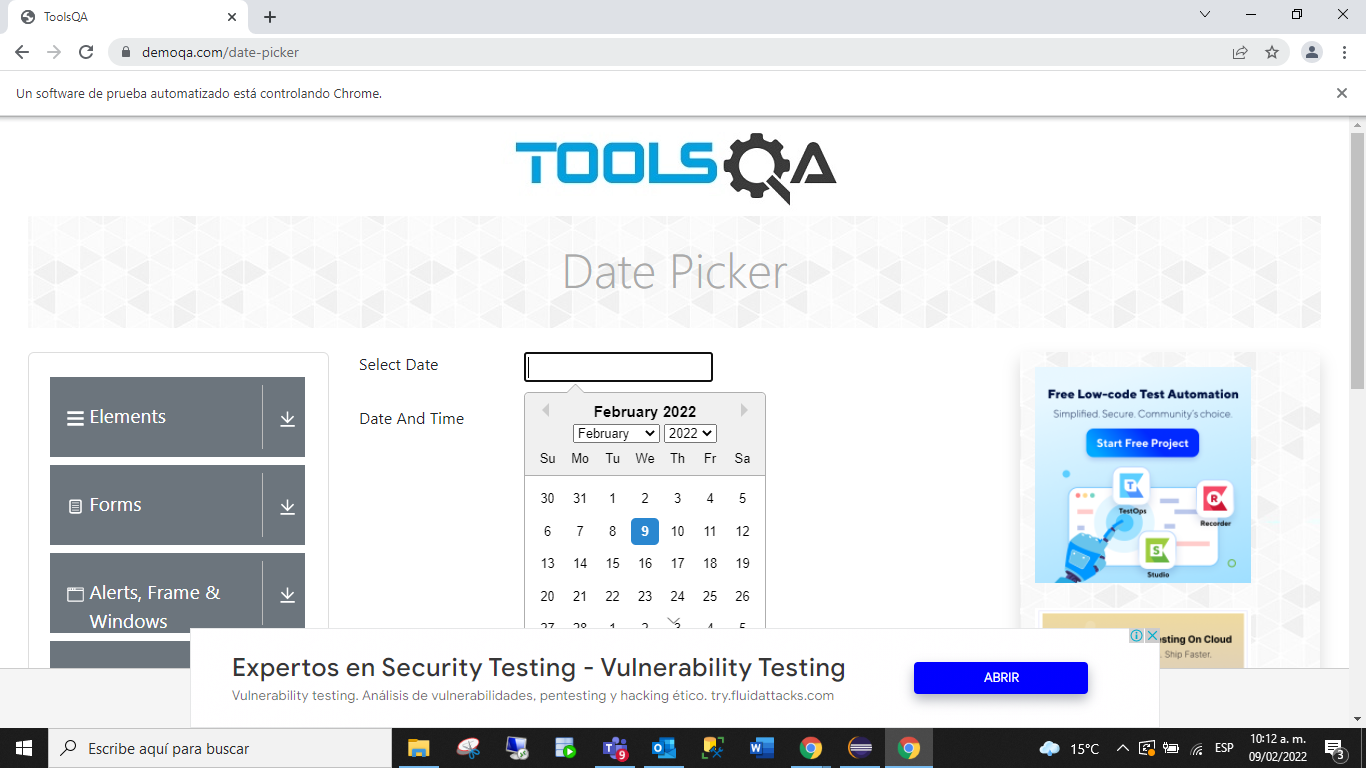 ToolsQA
demoqa.com/date-picker
Un software de prueba automatizado está controlando Chrome.
TOOLSQA
Date Picker
Elements
Forms
Alerts, Frame &
Windows
Select Date
Date And Time
February 2022
February 2022
Su Mo Tu We Th Fr Sa
30 31 1 2 3 4 5
6 7 8 9 10 11 12
13 14 15 16 17 18 19
20 21 22 23 24 25 26
27 28 1 2 3 4 5
Free Low-code Test Automation
Simplified. Secure. Community's choice.
Start Free Project
TestOps
Recorder
Studio
sting On Cloud
. Ship Faster.
Expertos en Security Testing - Vulnerability Testing
Vulnerability testing. Análisis de vulnerabilidades, pentesting y hacking ético. try.fluidattacks.com
ABRIR
Escribe aquí para buscar
9
15°C
ESP
10:12 a. m.
09/02/2022
3